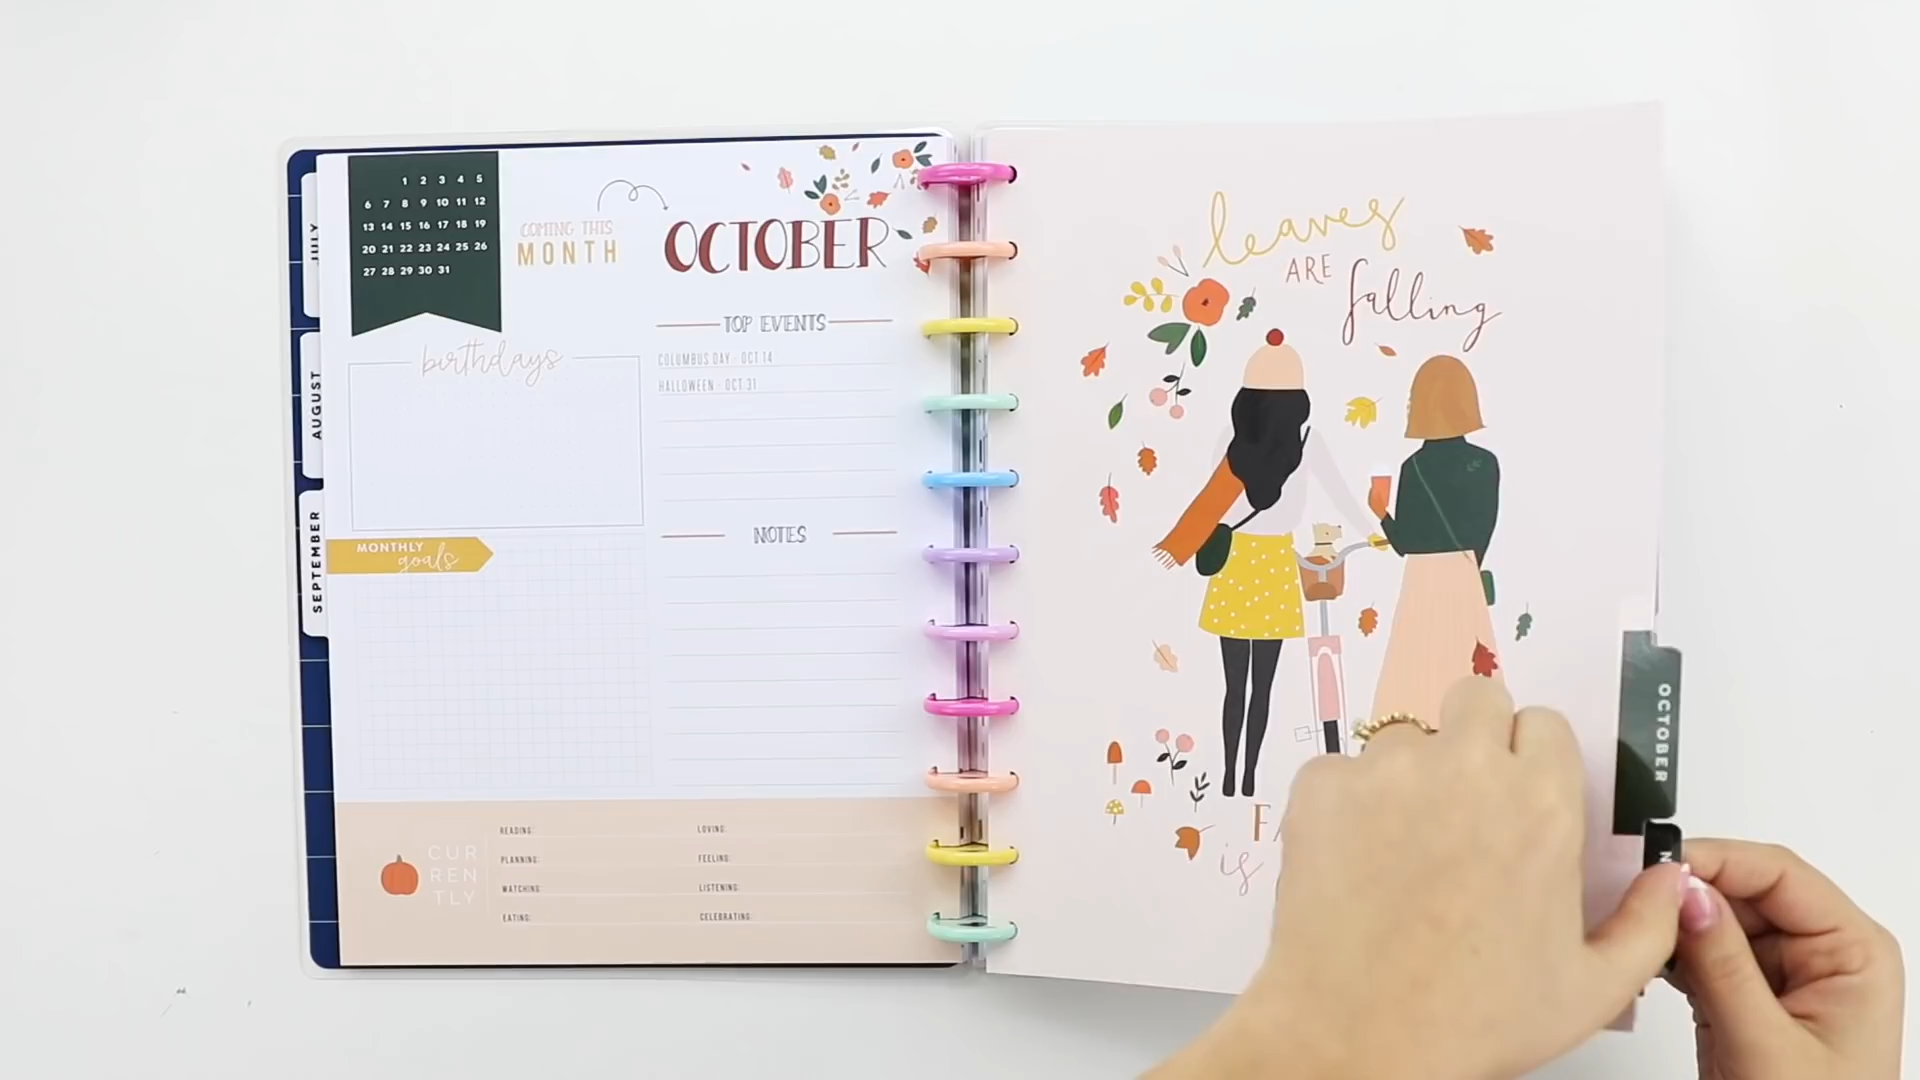 JULY
AUGUST
SEPTEMBER
1 2 3 4 5
6 7 8 9 10 11 12
13 14 15 16 17 18 19
20 21 22 23 24 25 26
27 28 29 30 31
COMING THIS
MONTH
OCTOBER
birthdays
TOP EVENTS
COLUMBUS DAY - OCT 14
HALLOWEEN - OCT 31
NOTES
MONTHLY
goals
CUR
REN
TLY
READING:
PLANNING:
WATCHING:
EATING:
LOVING:
FEELING:
LISTENING:
CELEBRATING:
leaves
ARE
falling
is
OCTOBER